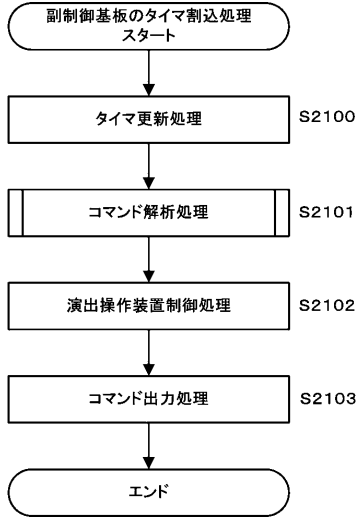 副制御基板のタイマ割込処理
スタート
タイマ更新処理 S2100
コマンド解析処理 S2101
演出操作装置制御処理 S2102
コマンド出力処理 S2103
エンド